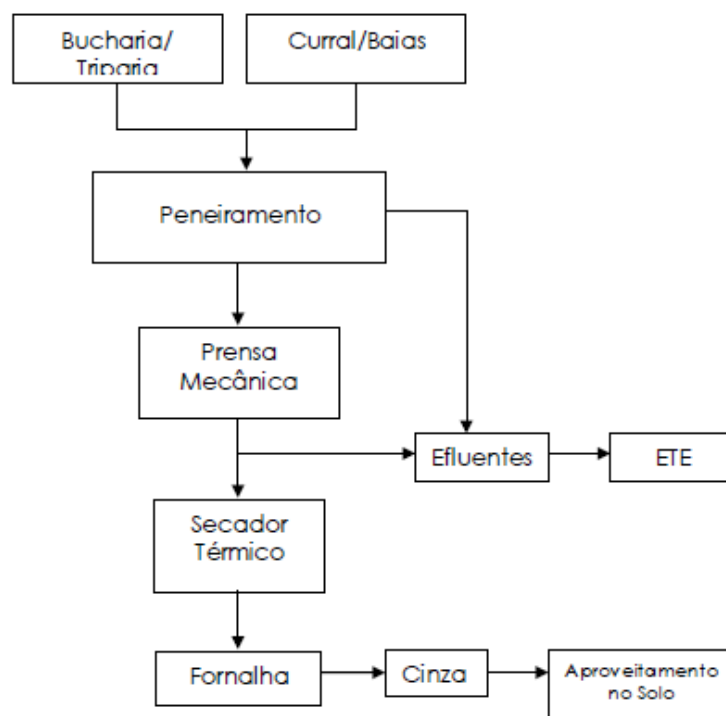 Bucharia/
Triparia
Curral/Baias
Peneiramento
Prensa
Mecânica
Efluentes
ETE
Secador
Térmico
Fornalha
Cinza
Aproveitamento
no Solo